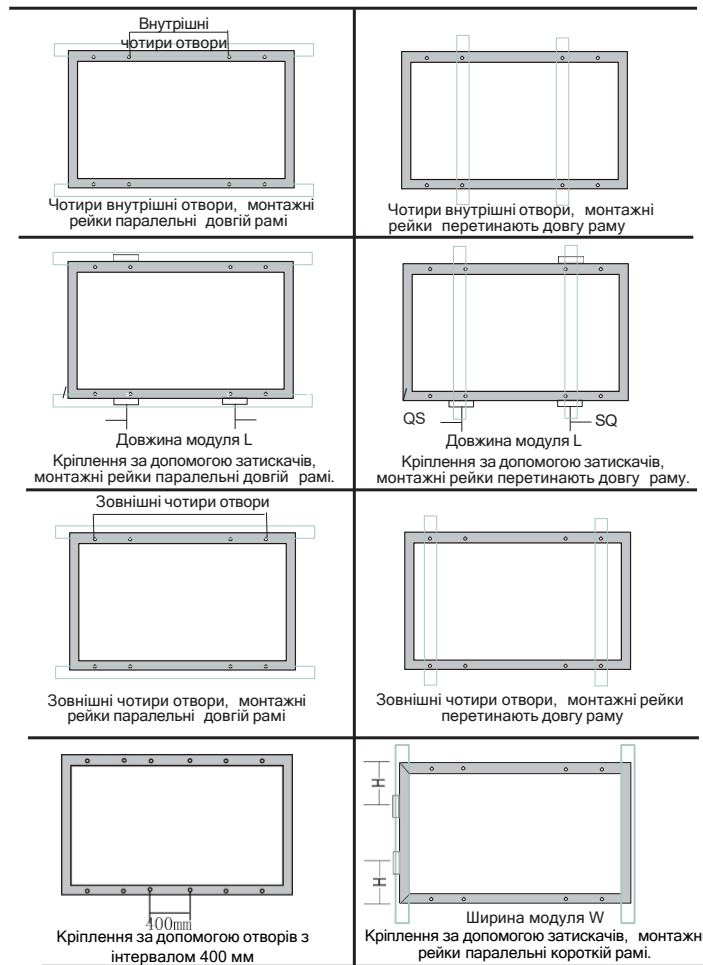 Внутрішні
чотири отвори
Чотири внутрішні отвори, монтажні
рейки паралельні довгій рамі
Чотири внутрішні отвори, монтажні
рейки перетинають довгу раму
Довжина модуля L
Кріплення за допомогою затискачів,
монтажні рейки паралельні довгій рамі.
QS
SQ
Довжина модуля L
Кріплення за допомогою затискачів,
монтажні рейки перетинають довгу раму.
Зовнішні чотири отвори
Зовнішні чотири отвори, монтажні
рейки паралельні довгій рамі
Зовнішні чотири отвори, монтажні рейки
перетинають довгу раму
400mm
Кріплення за допомогою отворів з
інтервалом 400 мм
H
H
Ширина модуля W
Кріплення за допомогою затискачів, монтажні
рейки паралельні короткій рамі.